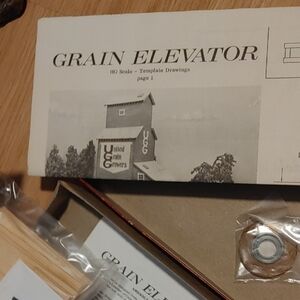 GRAIN ELEVATOR
HO Scale - Template Drawings
page 1
UGG
United
Grain
Growers
GRAIN ELE